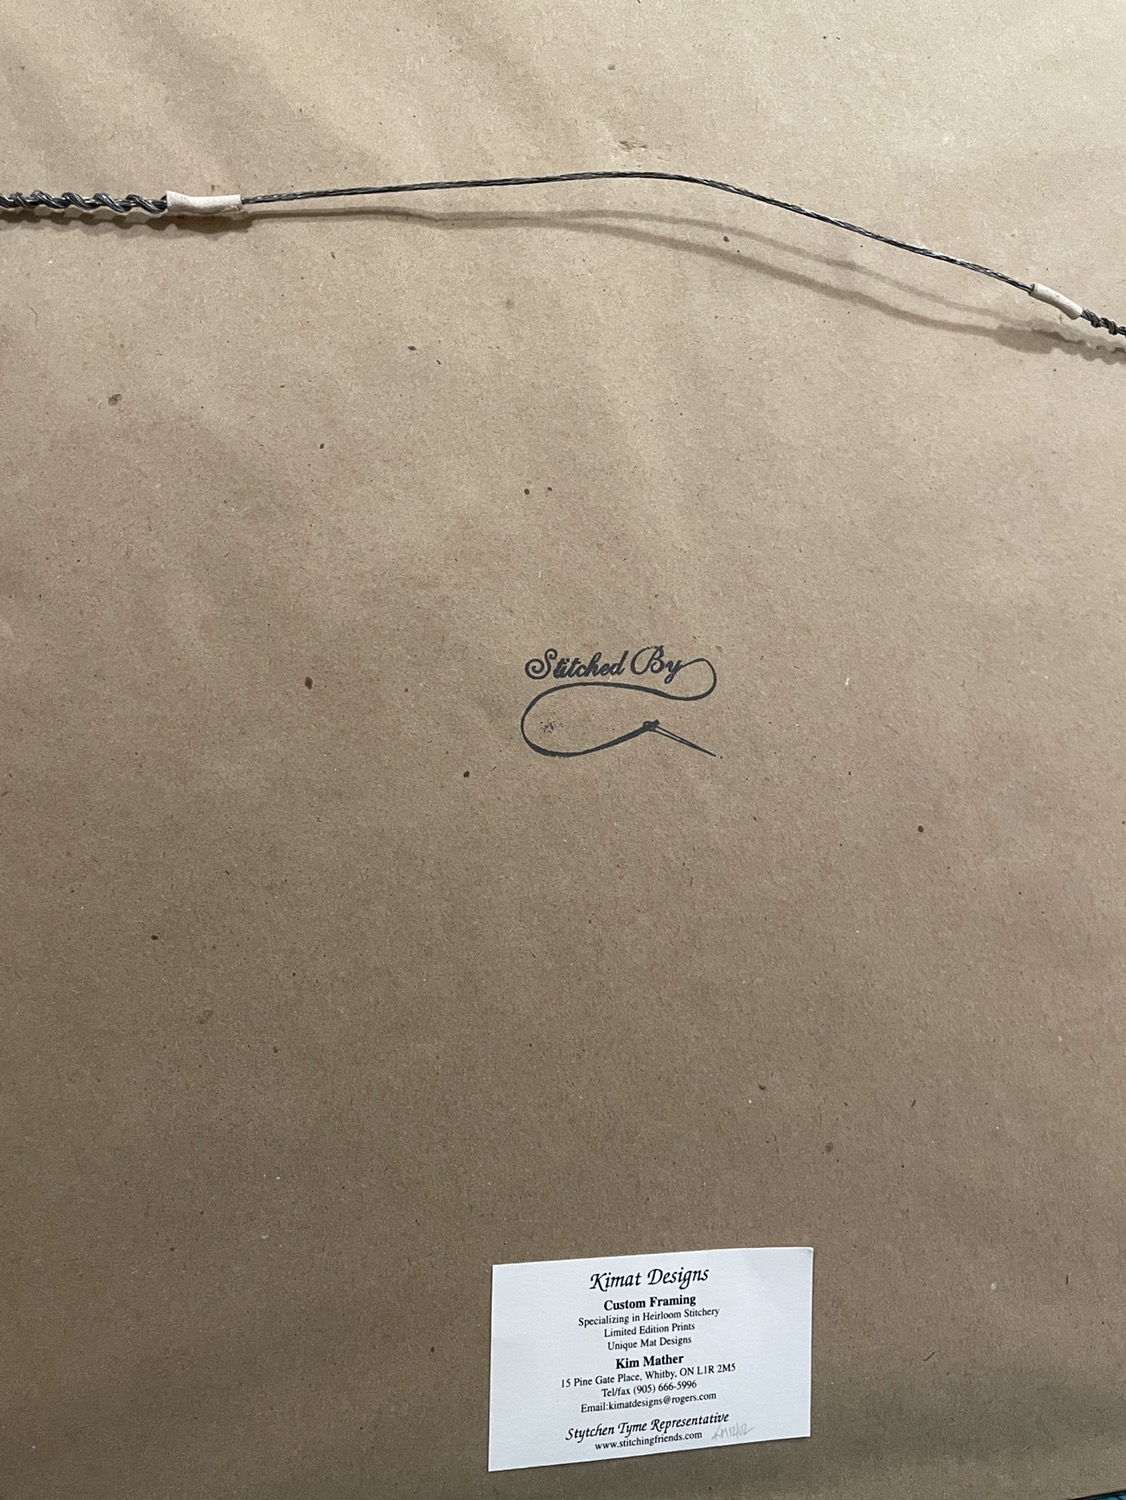 Stitched By
Kimat Designs
Custom Framing
Specializing in Heirloom Stitchery
Limited Edition Prints
Unique Mat Designs
Kim Mather
15 Pine Gate Place, Whitby, ON L1R 2M5
Tel/fax (905) 666-5996
Email:kimatdesigns@rogers.com
Stytchen Tyme Representative
www.stitchingfriends.com